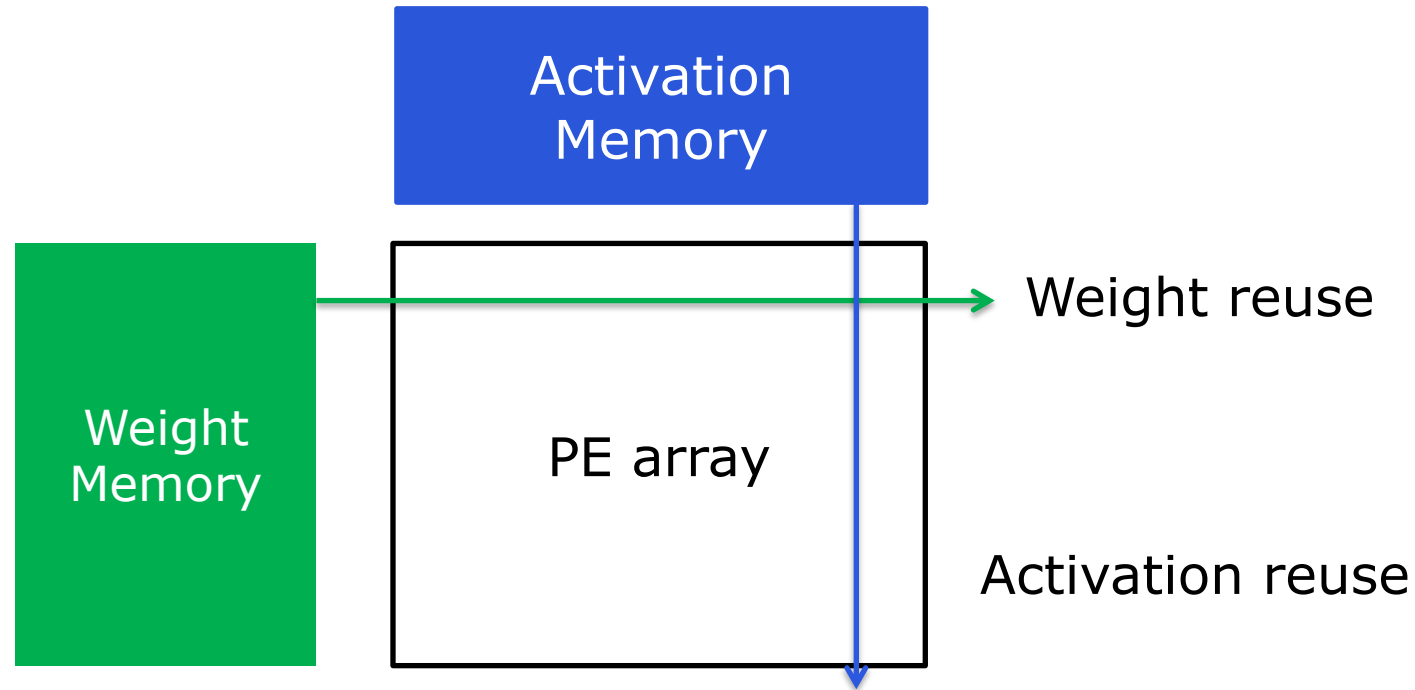 Activation
Memory
Weight reuse
Weight
Memory
PE array
Activation reuse